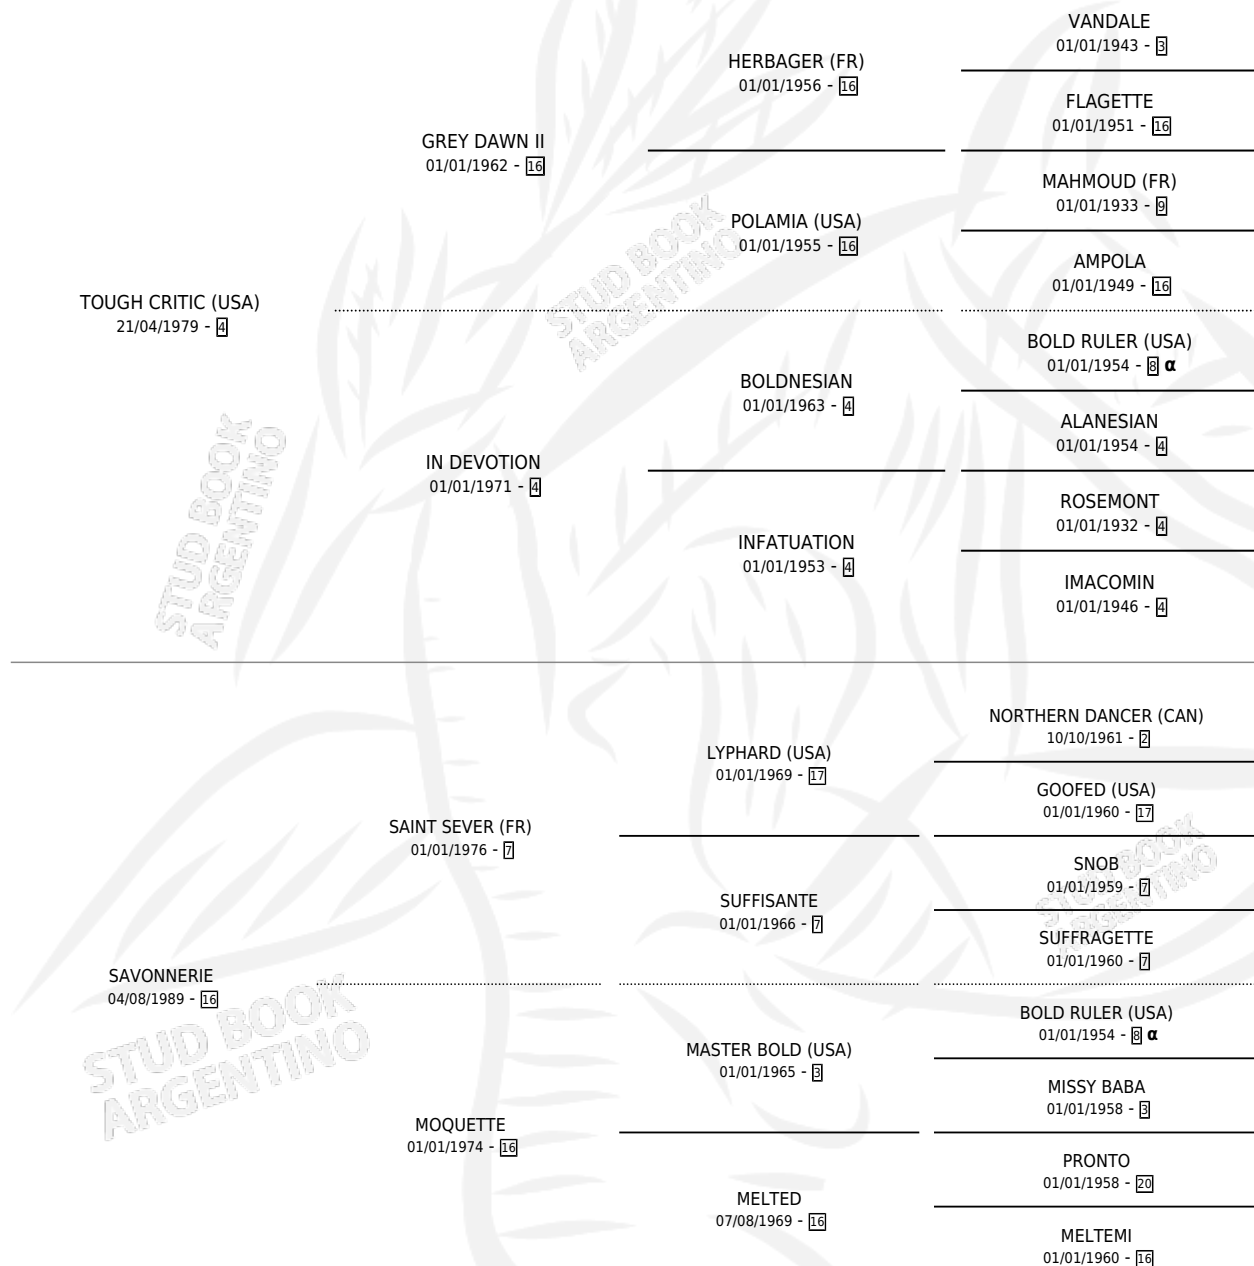 VANDALE
01/01/1943 - 3
HERBAGER (FR)
01/01/1956 - 16
FLAGETTE
01/01/1951 - 16
GREY DAWN II
01/01/1962 - 16
MAHMOUD (FR)
01/01/1933 - 9
POLAMIA (USA)
01/01/1955 - 16
AMPOLA
01/01/1949 - 16
TOUGH CRITIC (USA)
21/04/1979 - 4
BOLD RULER (USA)
01/01/1954 - 8 α
BOLDNESIAN
01/01/1963 - 4
ALANESIAN
01/01/1954 - 4
IN DEVOTION
01/01/1971 - 4
ROSEMONT
01/01/1932 - 4
INFATUATION
01/01/1953 - 4
IMACOMIN
01/01/1946 - 4
NORTHERN DANCER (CAN)
10/10/1961 - 2
LYPHARD (USA)
01/01/1969 - 17
GOOFED (USA)
01/01/1960 - 17
SAINT SEVER (FR)
01/01/1976 - 7
SNOB
01/01/1959 - 7
SUFFISANTE
01/01/1966 - 7
SUFFRAGETTE
01/01/1960 - 7
SAVONNERIE
04/08/1989 - 16
BOLD RULER (USA)
01/01/1954 - 8 α
MASTER BOLD (USA)
01/01/1965 - 3
MISSY BABA
01/01/1958 - 3
MOQUETTE
01/01/1974 - 16
PRONTO
01/01/1958 - 20
MELTED
07/08/1969 - 16
MELTEMI
01/01/1960 - 16
STUD BOOK
ARGENTINO
STUD BOOK
ARGENTINO
STUD BOOK
ARGENTINO
STUD BOOK
ARGENTINO